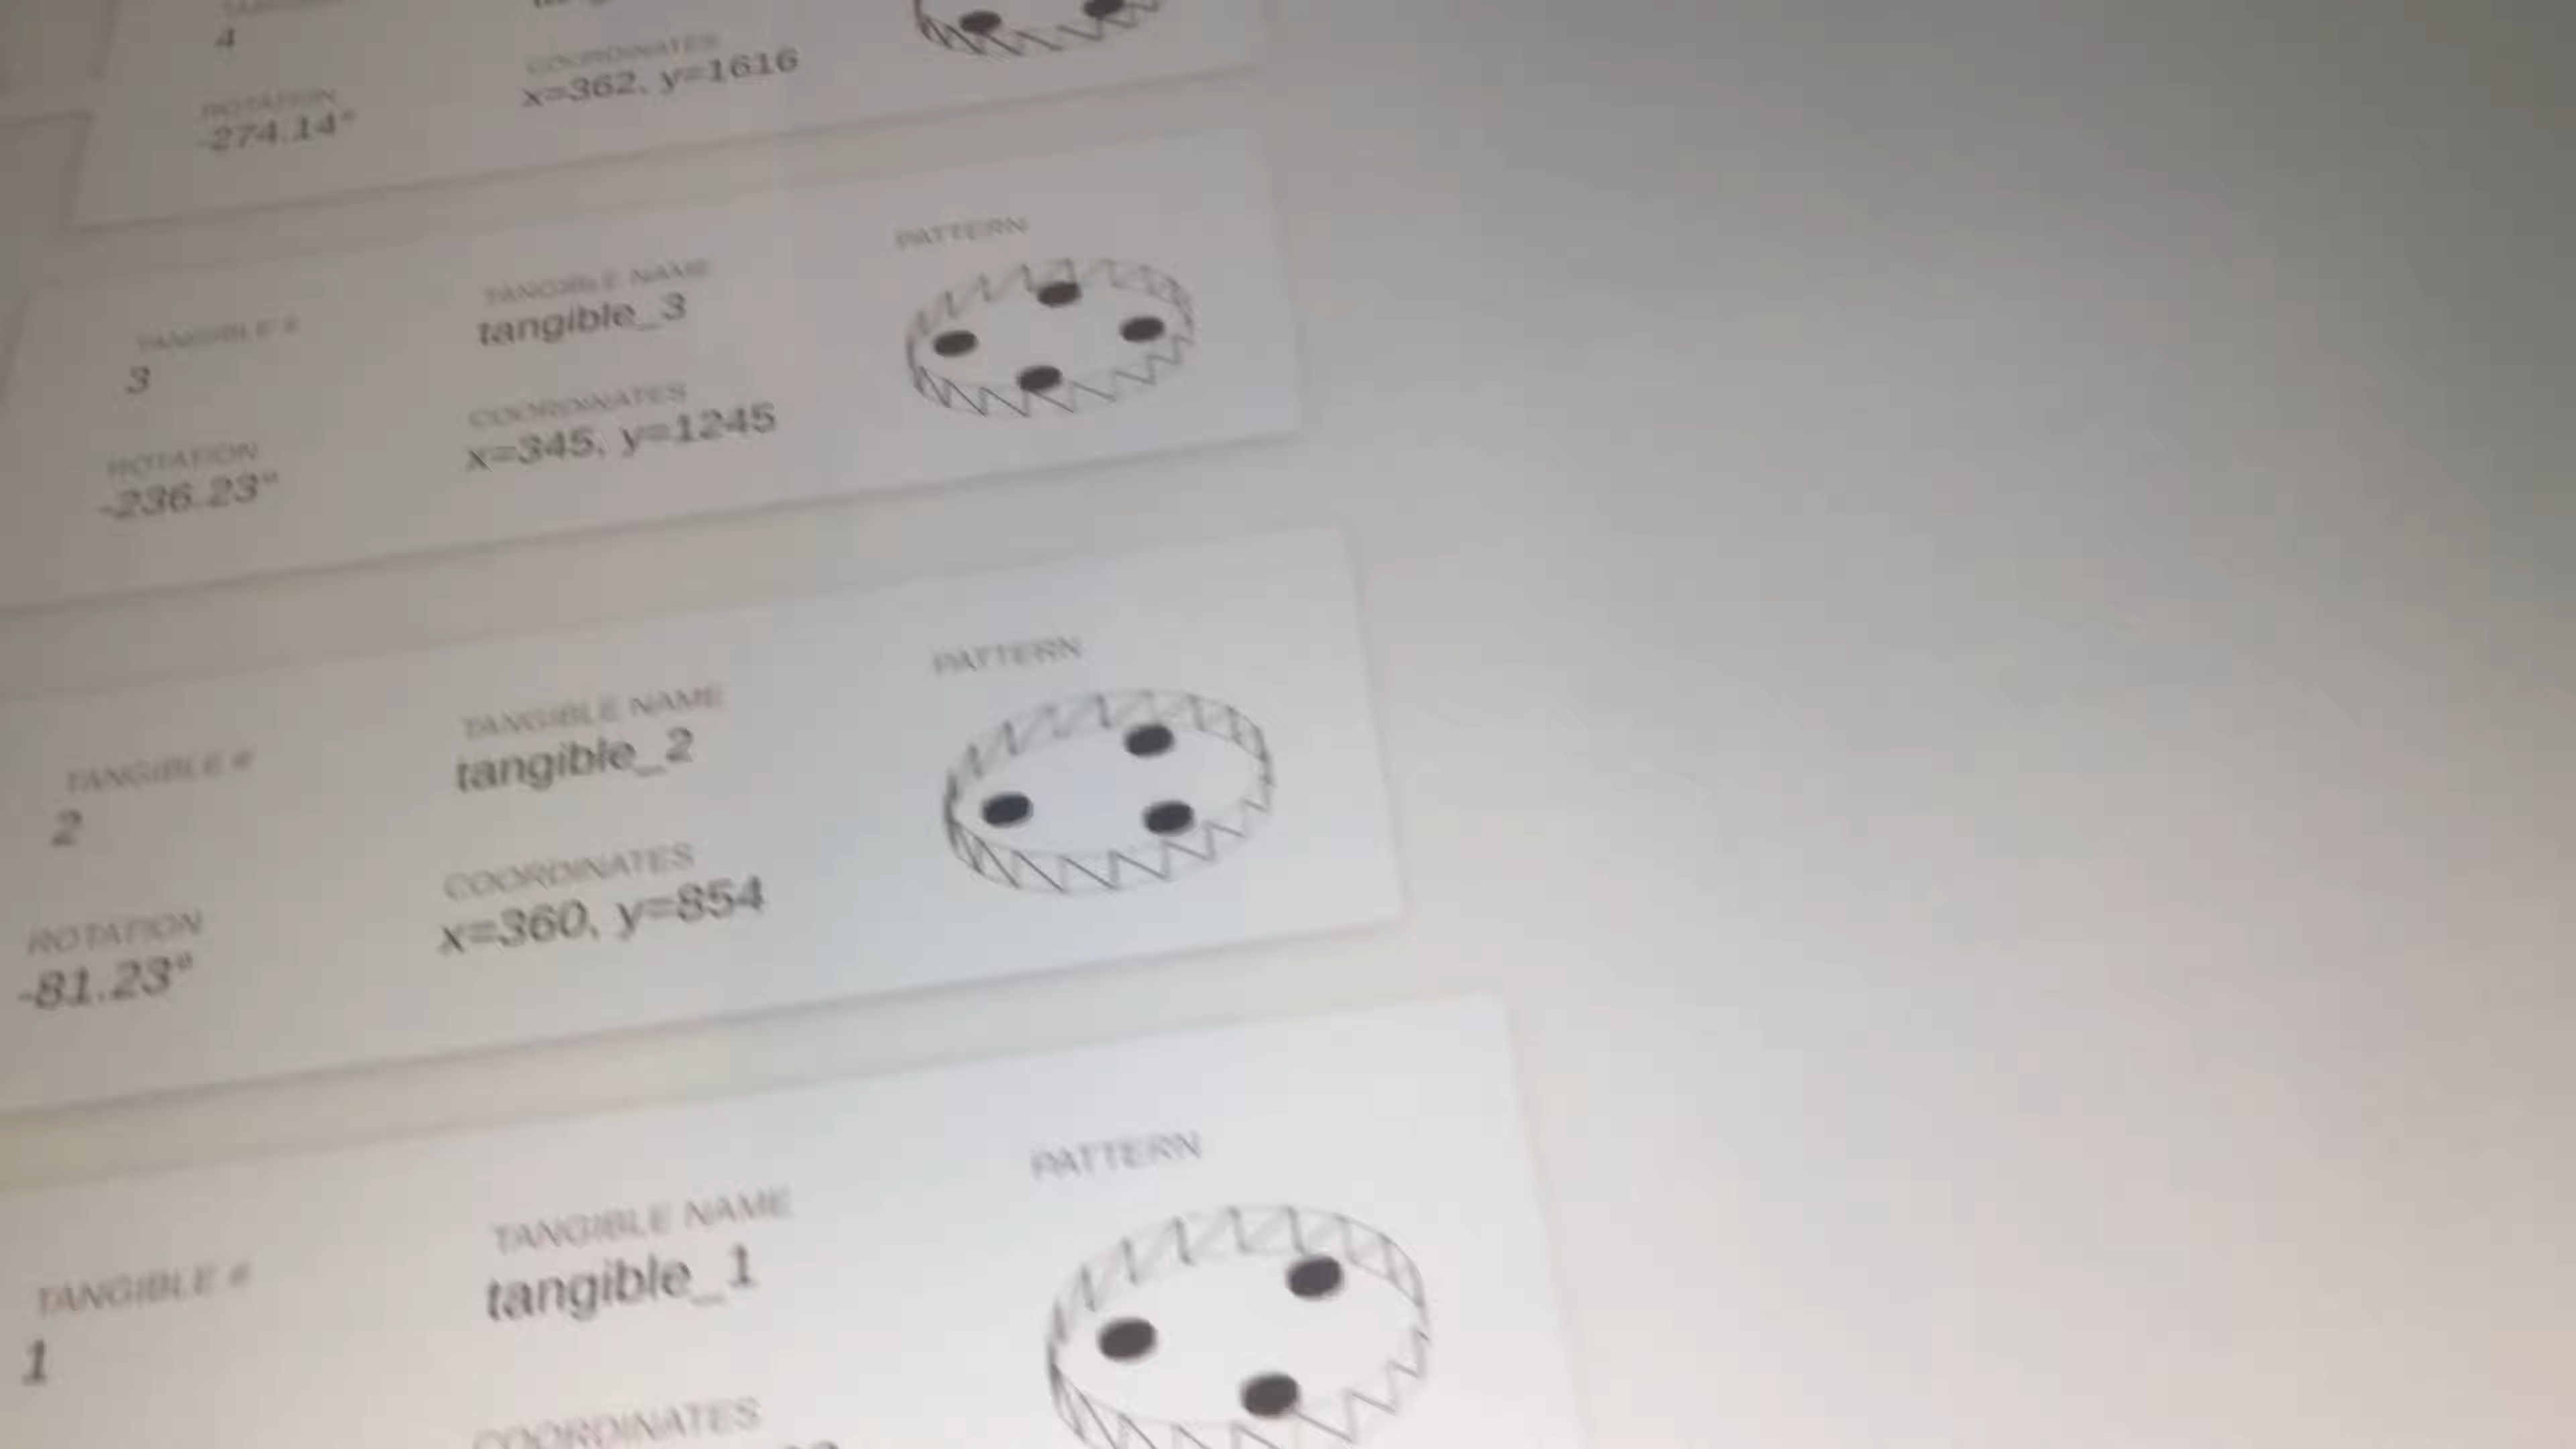 4
COORDINATES
x=362, y=1616
ROTATION
-274.14°
PATTERN
TANGIBLE NAME
tangible_3
TANGIBLE #
3
COORDINATES
x=345, y=1245
ROTATION
-236.23°
PATTERN
TANGIBLE NAME
tangible_2
TANGIBLE #
2
COORDINATES
x=360, y=854
ROTATION
-81.23°
PATTERN
TANGIBLE NAME
tangible_1
TANGIBLE #
1
COORDINATES